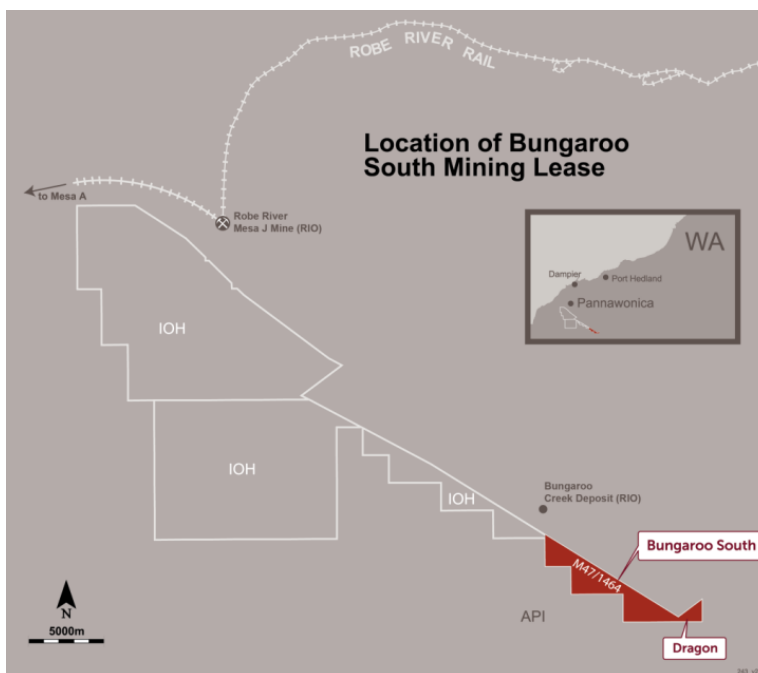 ROBE RIVER RAIL
Location of Bungaroo
South Mining Lease
to Mesa A
Robe River
Mesa J Mine (RIO)
WA
Dampier
Port Hedland
Pannawonica
IOH
IOH
IOH
Bungaroo
Creek Deposit (RIO)
Bungaroo South
M47/1464
API
Dragon
N
5000m